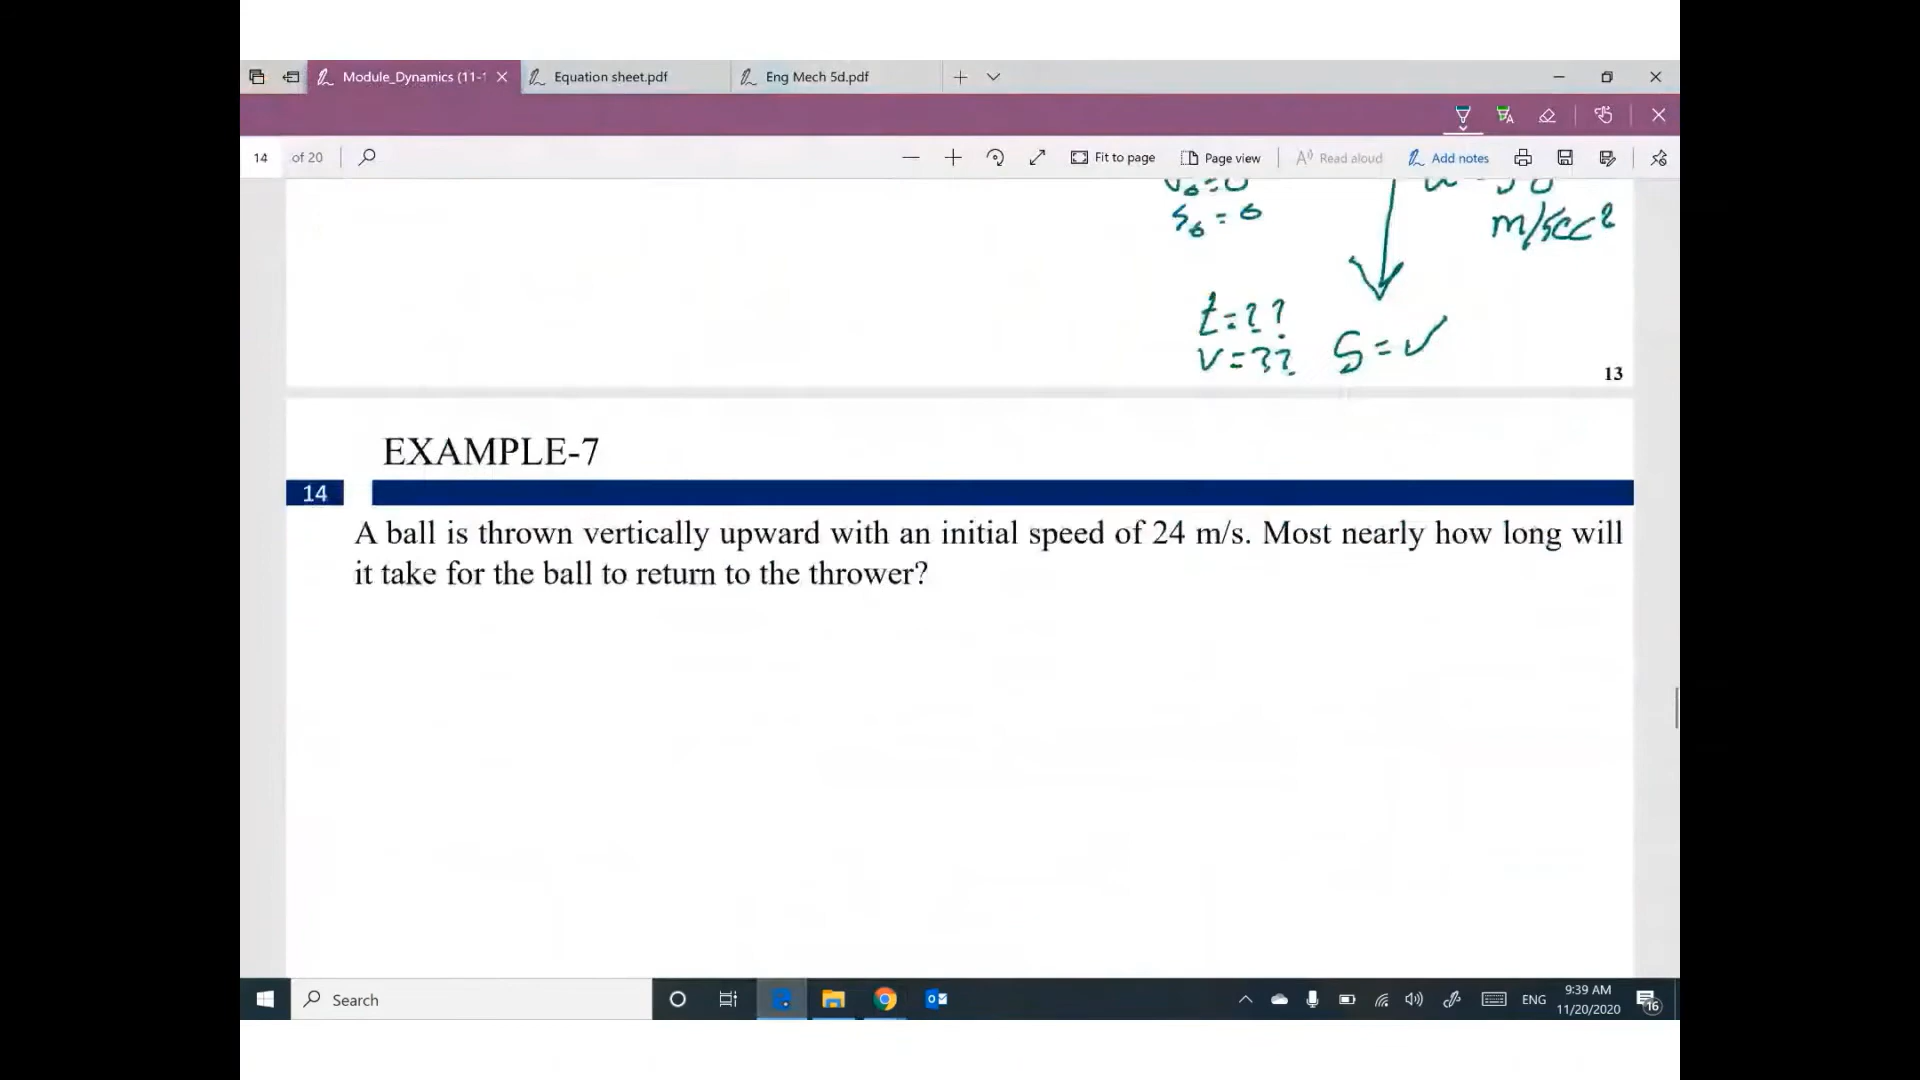 Module_Dynamics (11-1
Equation sheet.pdf
Eng Mech 5d.pdf
14 of 20
Fit to page
Page view
Read aloud
Add notes
S₀ = 0
m/sec²
t = ??
v = ??
S = ✓
13
EXAMPLE-7
14
A ball is thrown vertically upward with an initial speed of 24 m/s. Most nearly how long will
it take for the ball to return to the thrower?
Search
ENG
9:39 AM
11/20/2020
16